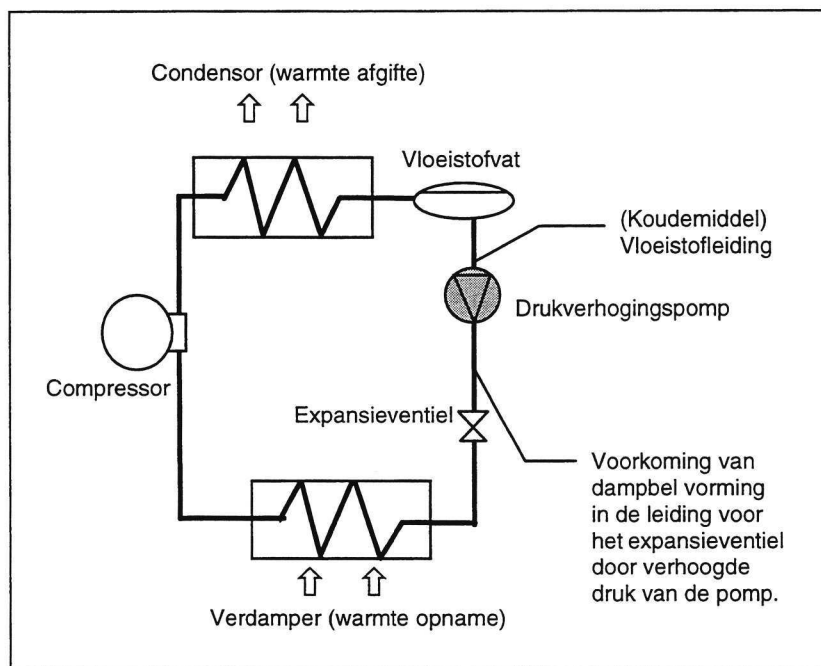 Condensor (warmte afgifte)
Vloeistofvat
(Koudemiddel)
Vloeistofleiding
Drukverhogingspomp
Compressor
Expansieventiel
Voorkoming van
dampbel vorming
in de leiding voor
het expansieventiel
door verhoogde
druk van de pomp.
Verdamper (warmte opname)